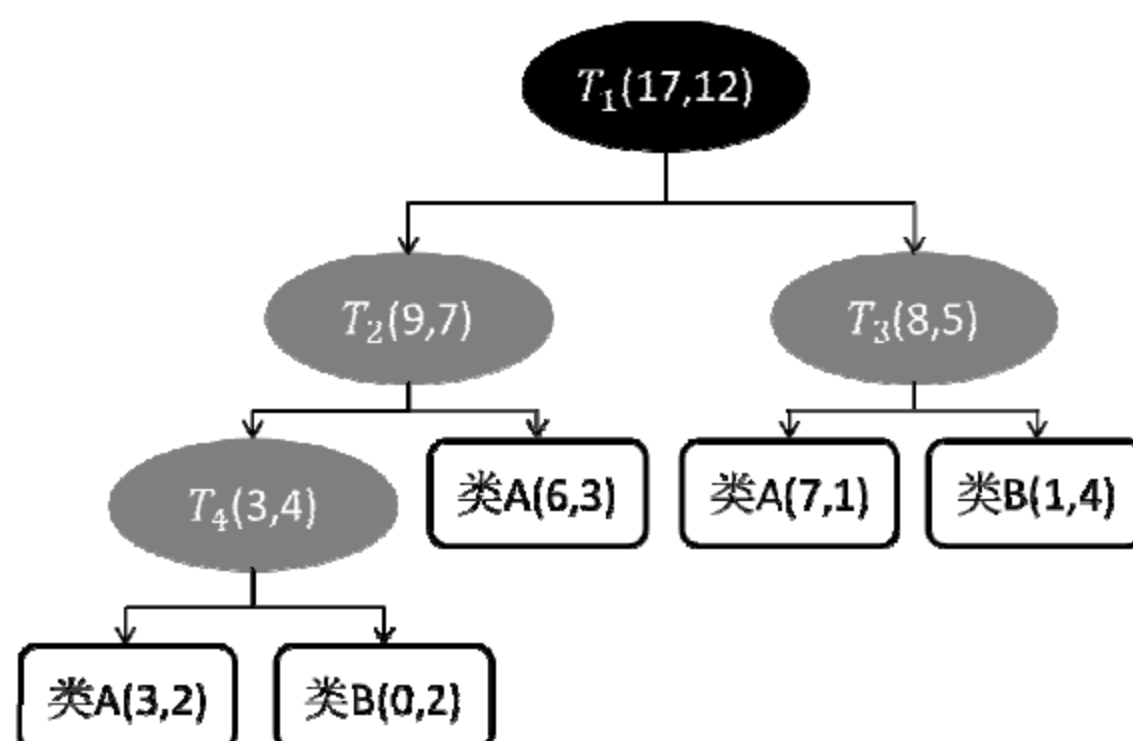 T₁(17,12)
T₂(9,7)
T₃(8,5)
T₄(3,4)
类A(6,3)
类A(7,1)
类B(1,4)
类A(3,2)
类B(0,2)